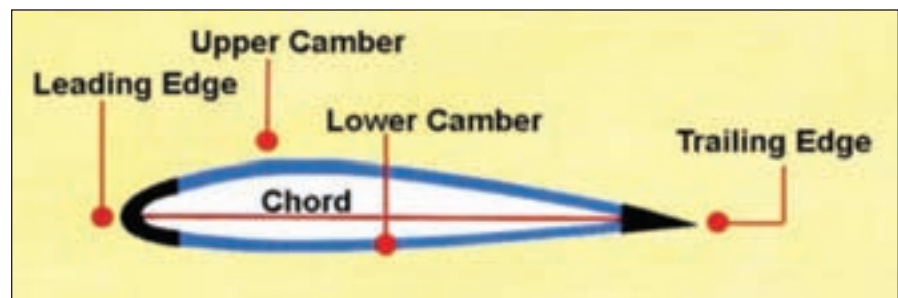 Upper Camber
Leading Edge
Lower Camber
Trailing Edge
Chord